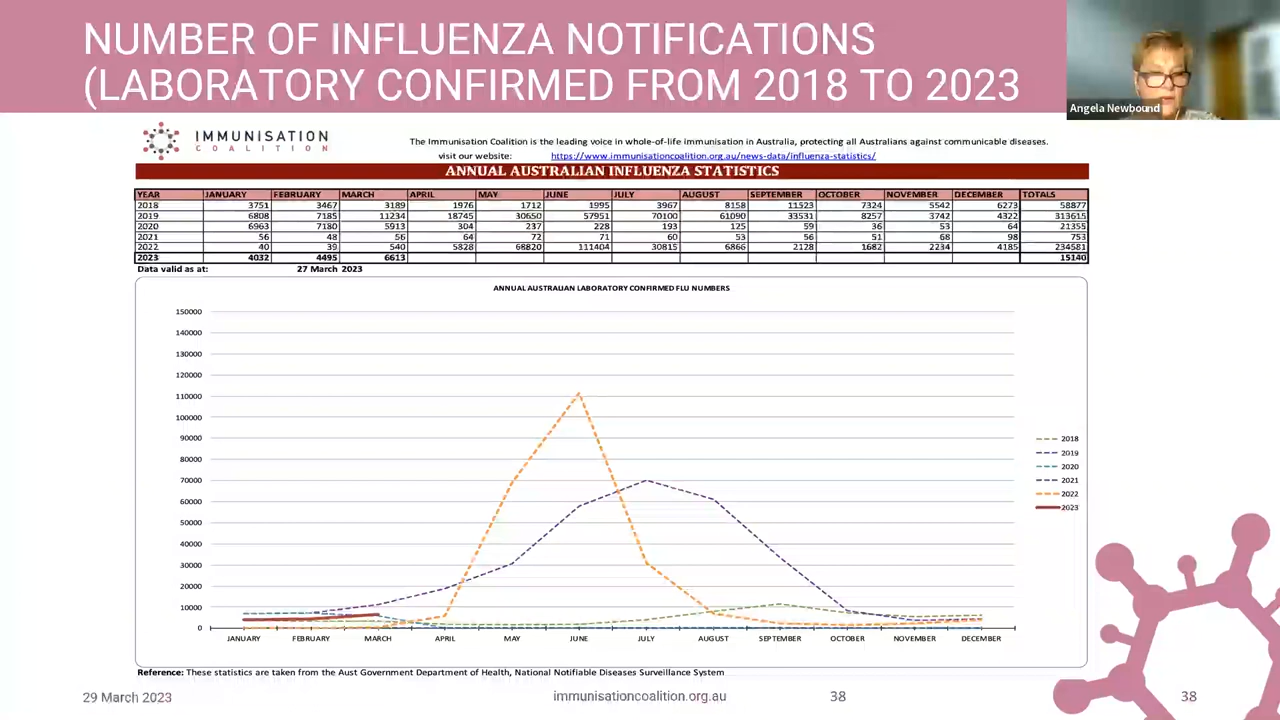 NUMBER OF INFLUENZA NOTIFICATIONS
(LABORATORY CONFIRMED FROM 2018 TO 2023
Angela Newbound
IMMUNISATION
COALITION
The Immunisation Coalition is the leading voice in whole-of-life immunisation in Australia, protecting all Australians against communicable diseases.
visit our website: https://www.immunisationcoalition.org.au/news-data/influenza-statistics/
ANNUAL AUSTRALIAN INFLUENZA STATISTICS
YEAR JANUARY FEBRUARY MARCH APRIL MAY JUNE JULY AUGUST SEPTEMBER OCTOBER NOVEMBER DECEMBER TOTALS
2018 3751 3467 3189 1976 1712 1995 3967 8158 11523 7324 5542 6273 58877
2019 6808 7185 11234 18745 30650 57951 70100 61090 33531 8257 3742 4322 313615
2020 6963 7180 5913 304 237 228 193 125 59 36 53 64 21355
2021 56 48 56 64 72 71 60 53 56 51 68 98 753
2022 40 39 540 5828 68820 111404 30815 6866 2128 1682 2234 4185 234581
2023 4032 4495 6613 15140
Data valid as at: 27 March 2023
ANNUAL AUSTRALIAN LABORATORY CONFIRMED FLU NUMBERS
150000
140000
130000
120000
110000
100000
90000
80000
70000
60000
50000
40000
30000
20000
10000
0
JANUARY FEBRUARY MARCH APRIL MAY JUNE JULY AUGUST SEPTEMBER OCTOBER NOVEMBER DECEMBER
2018
2019
2020
2021
2022
2023
Reference: These statistics are taken from the Aust Government Department of Health, National Notifiable Diseases Surveillance System
29 March 2023 immunisationcoalition.org.au 38 38